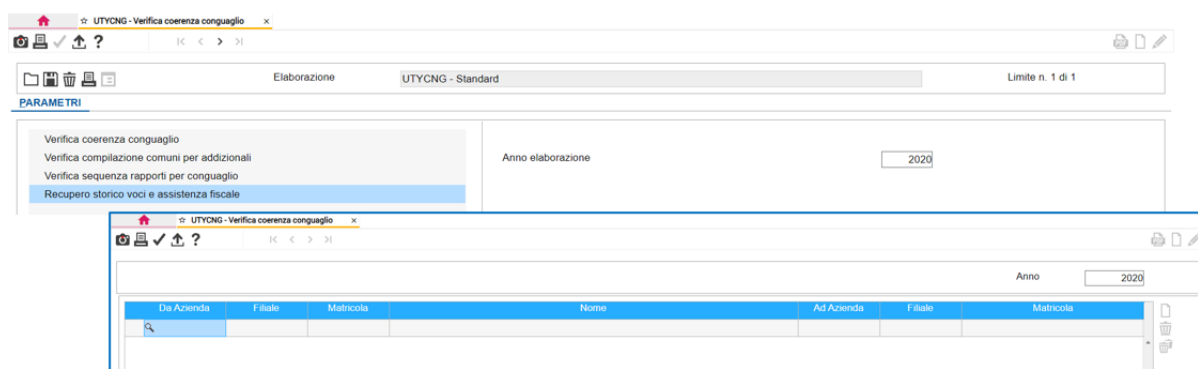 UTYCNG - Verifica coerenza conguaglio ×
?
Elaborazione UTYCNG - Standard Limite n. 1 di 1
PARAMETRI
Verifica coerenza conguaglio
Verifica compilazione comuni per addizionali
Verifica sequenza rapporti per conguaglio
Recupero storico voci e assistenza fiscale
Anno elaborazione 2020
UTYCNG - Verifica coerenza conguaglio ×
?
Anno 2020
Da Azienda Filiale Matricola Nome Ad Azienda Filiale Matricola